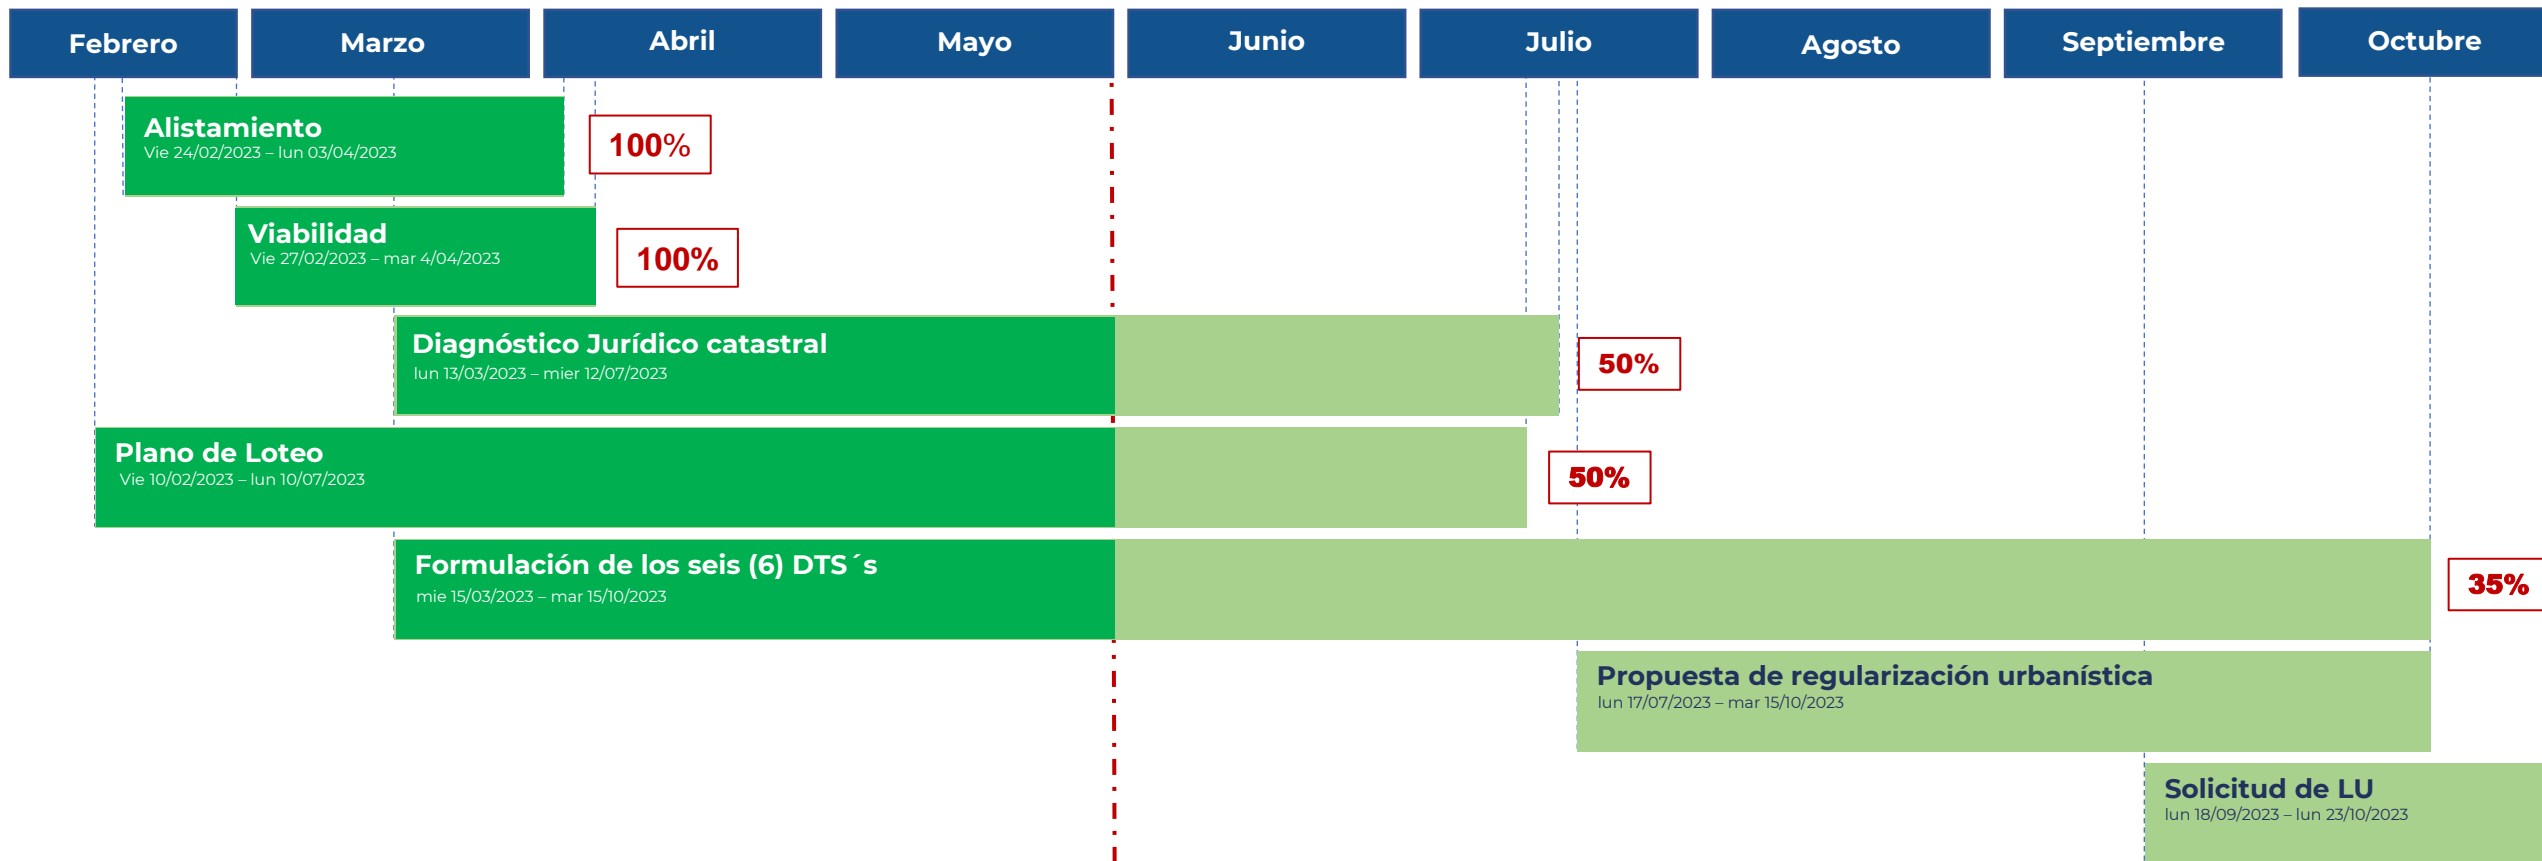 Febrero
Marzo
Abril
Mayo
Junio
Julio
Agosto
Septiembre
Octubre
Alistamiento
Vie 24/02/2023 – lun 03/04/2023
100%
Viabilidad
Vie 27/02/2023 – mar 4/04/2023
100%
Diagnóstico Jurídico catastral
lun 13/03/2023 – mier 12/07/2023
50%
Plano de Loteo
Vie 10/02/2023 – lun 10/07/2023
50%
Formulación de los seis (6) DTS´s
mie 15/03/2023 – mar 15/10/2023
35%
Propuesta de regularización urbanística
lun 17/07/2023 – mar 15/10/2023
Solicitud de LU
lun 18/09/2023 – lun 23/10/2023